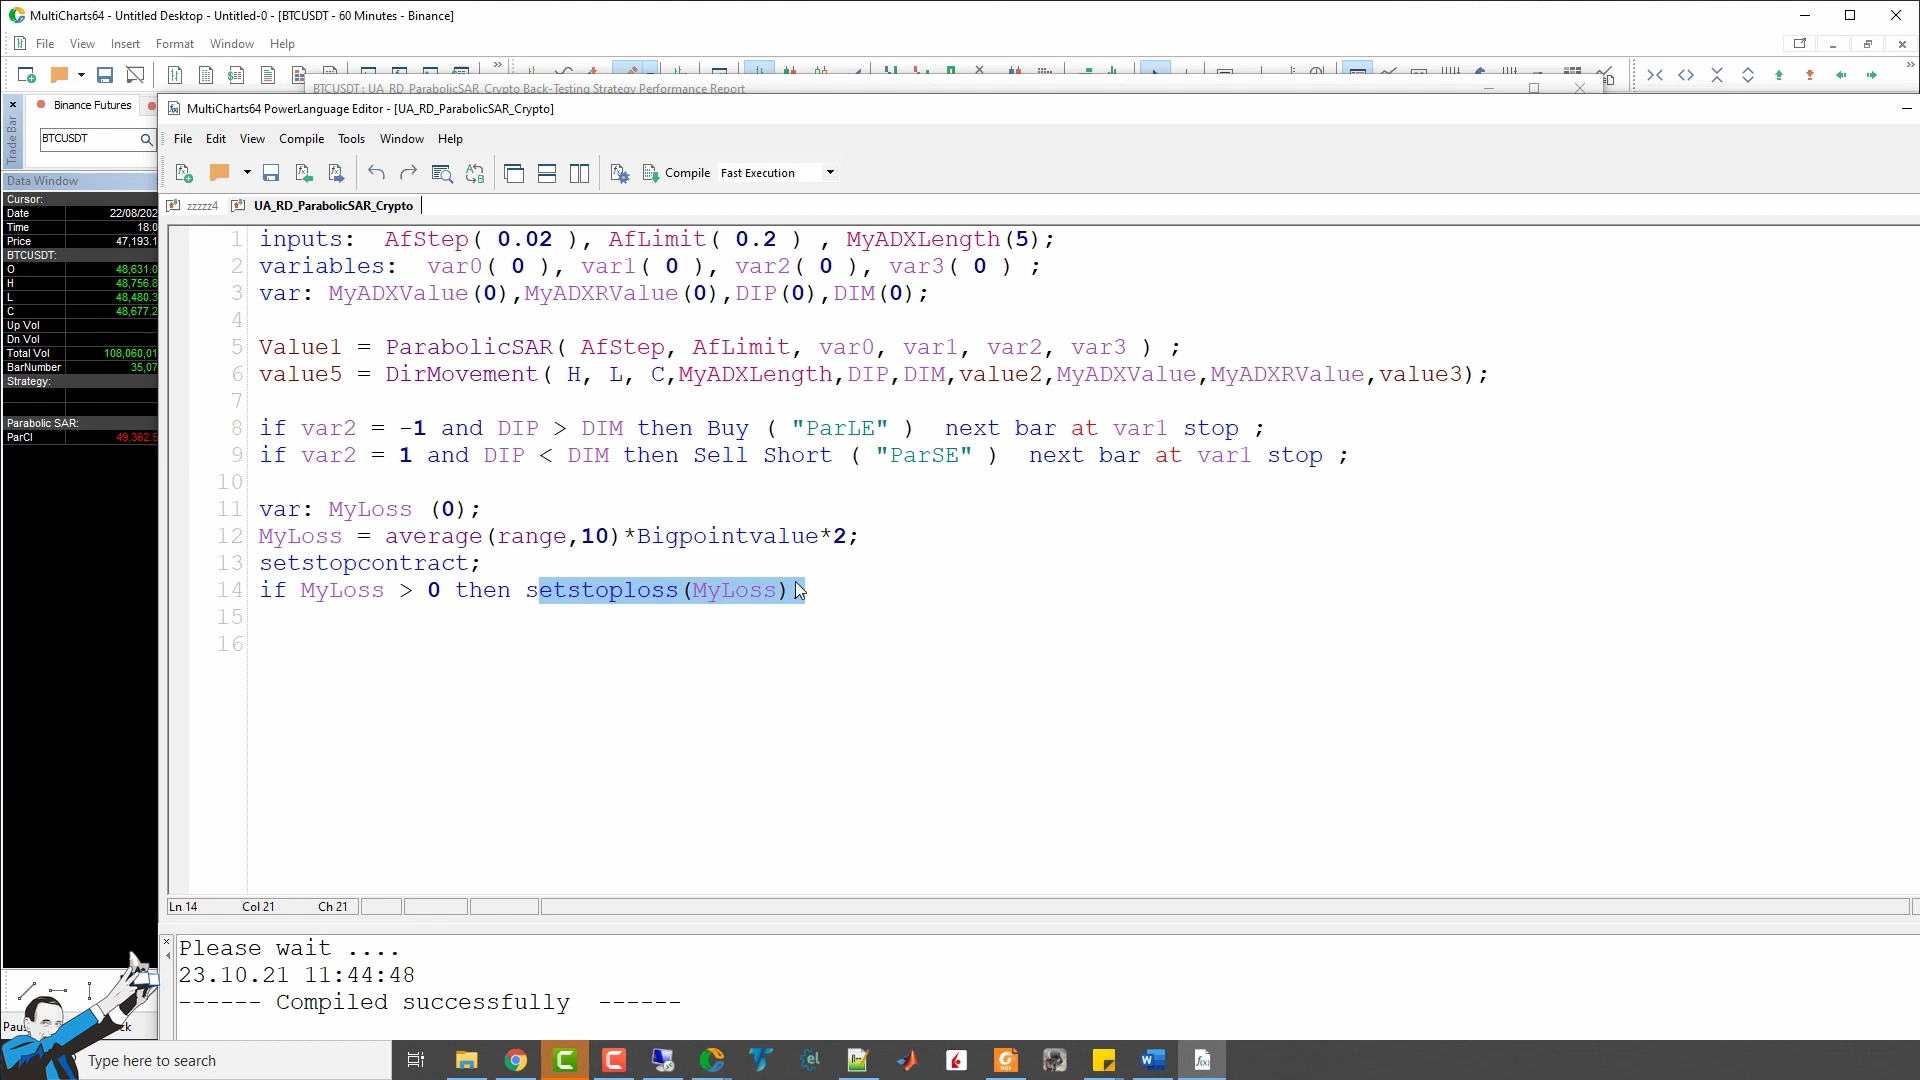 MultiCharts64 - Untitled Desktop - Untitled-0 - [BTCUSDT - 60 Minutes - Binance]
File View Insert Format Window Help
BTCUSDT : UA_RD_ParabolicSAR_Crypto Back-Testing Strategy Performance Report
Trade Bar
Binance Futures
BTCUSDT
MultiCharts64 PowerLanguage Editor - [UA_RD_ParabolicSAR_Crypto]
File Edit View Compile Tools Window Help
Compile Fast Execution
zzzzz4 UA_RD_ParabolicSAR_Crypto
Data Window
Cursor:
Date 22/08/202
Time 18:0
Price 47,193.1
BTCUSDT:
O 48,631.0
H 48,756.8
L 48,480.3
C 48,677.2
Up Vol
Dn Vol
Total Vol 108,060,01
BarNumber 35,07
Strategy:
Parabolic SAR:
ParCl 49,362.5
1 inputs: AfStep( 0.02 ), AfLimit( 0.2 ) , MyADXLength(5);
2 variables: var0( 0 ), var1( 0 ), var2( 0 ), var3( 0 ) ;
3 var: MyADXValue(0),MyADXRValue(0),DIP(0),DIM(0);
4
5 Value1 = ParabolicSAR( AfStep, AfLimit, var0, var1, var2, var3 ) ;
6 value5 = DirMovement( H, L, C,MyADXLength,DIP,DIM,value2,MyADXValue,MyADXRValue,value3);
7
8 if var2 = -1 and DIP > DIM then Buy ( "ParLE" ) next bar at var1 stop ;
9 if var2 = 1 and DIP < DIM then Sell Short ( "ParSE" ) next bar at var1 stop ;
10
11 var: MyLoss (0);
12 MyLoss = average(range,10)*Bigpointvalue*2;
13 setstopcontract;
14 if MyLoss > 0 then setstoploss(MyLoss)
15
16
Ln 14 Col 21 Ch 21
Please wait ....
23.10.21 11:44:48
------ Compiled successfully ------
Type here to search